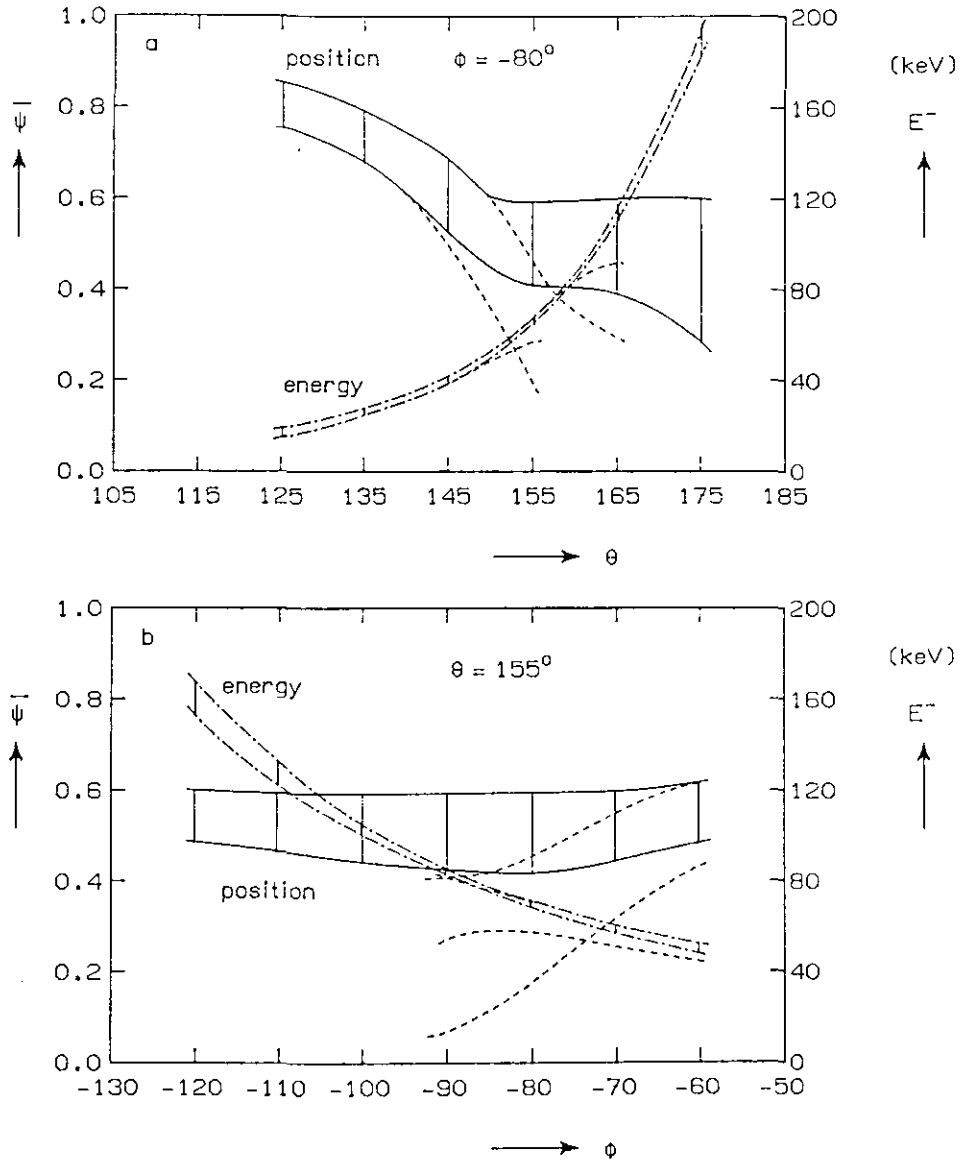 1.0
200
a
position
ϕ = -80°
(keV)
0.8
160
ψ̅
E⁻
0.6
120
0.4
80
energy
0.2
40
0.0
0
105 115 125 135 145 155 165 175 185
θ
1.0
200
b
θ = 155°
(keV)
energy
0.8
160
ψ̅
E⁻
0.6
120
position
0.4
80
0.2
40
0.0
0
-130 -120 -110 -100 -90 -80 -70 -60 -50
ϕ